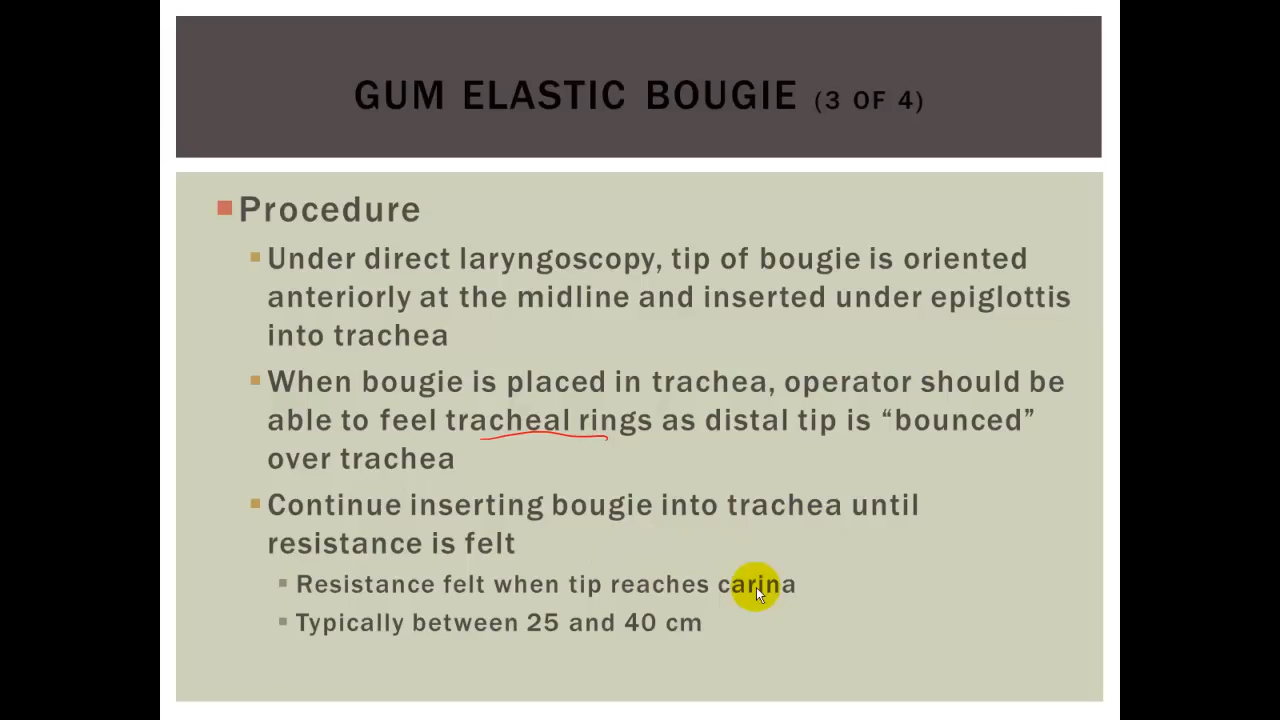 GUM ELASTIC BOUGIE (3 OF 4)
Procedure
Under direct laryngoscopy, tip of bougie is oriented
anteriorly at the midline and inserted under epiglottis
into trachea
When bougie is placed in trachea, operator should be
able to feel tracheal rings as distal tip is “bounced”
over trachea
Continue inserting bougie into trachea until
resistance is felt
Resistance felt when tip reaches carina
Typically between 25 and 40 cm